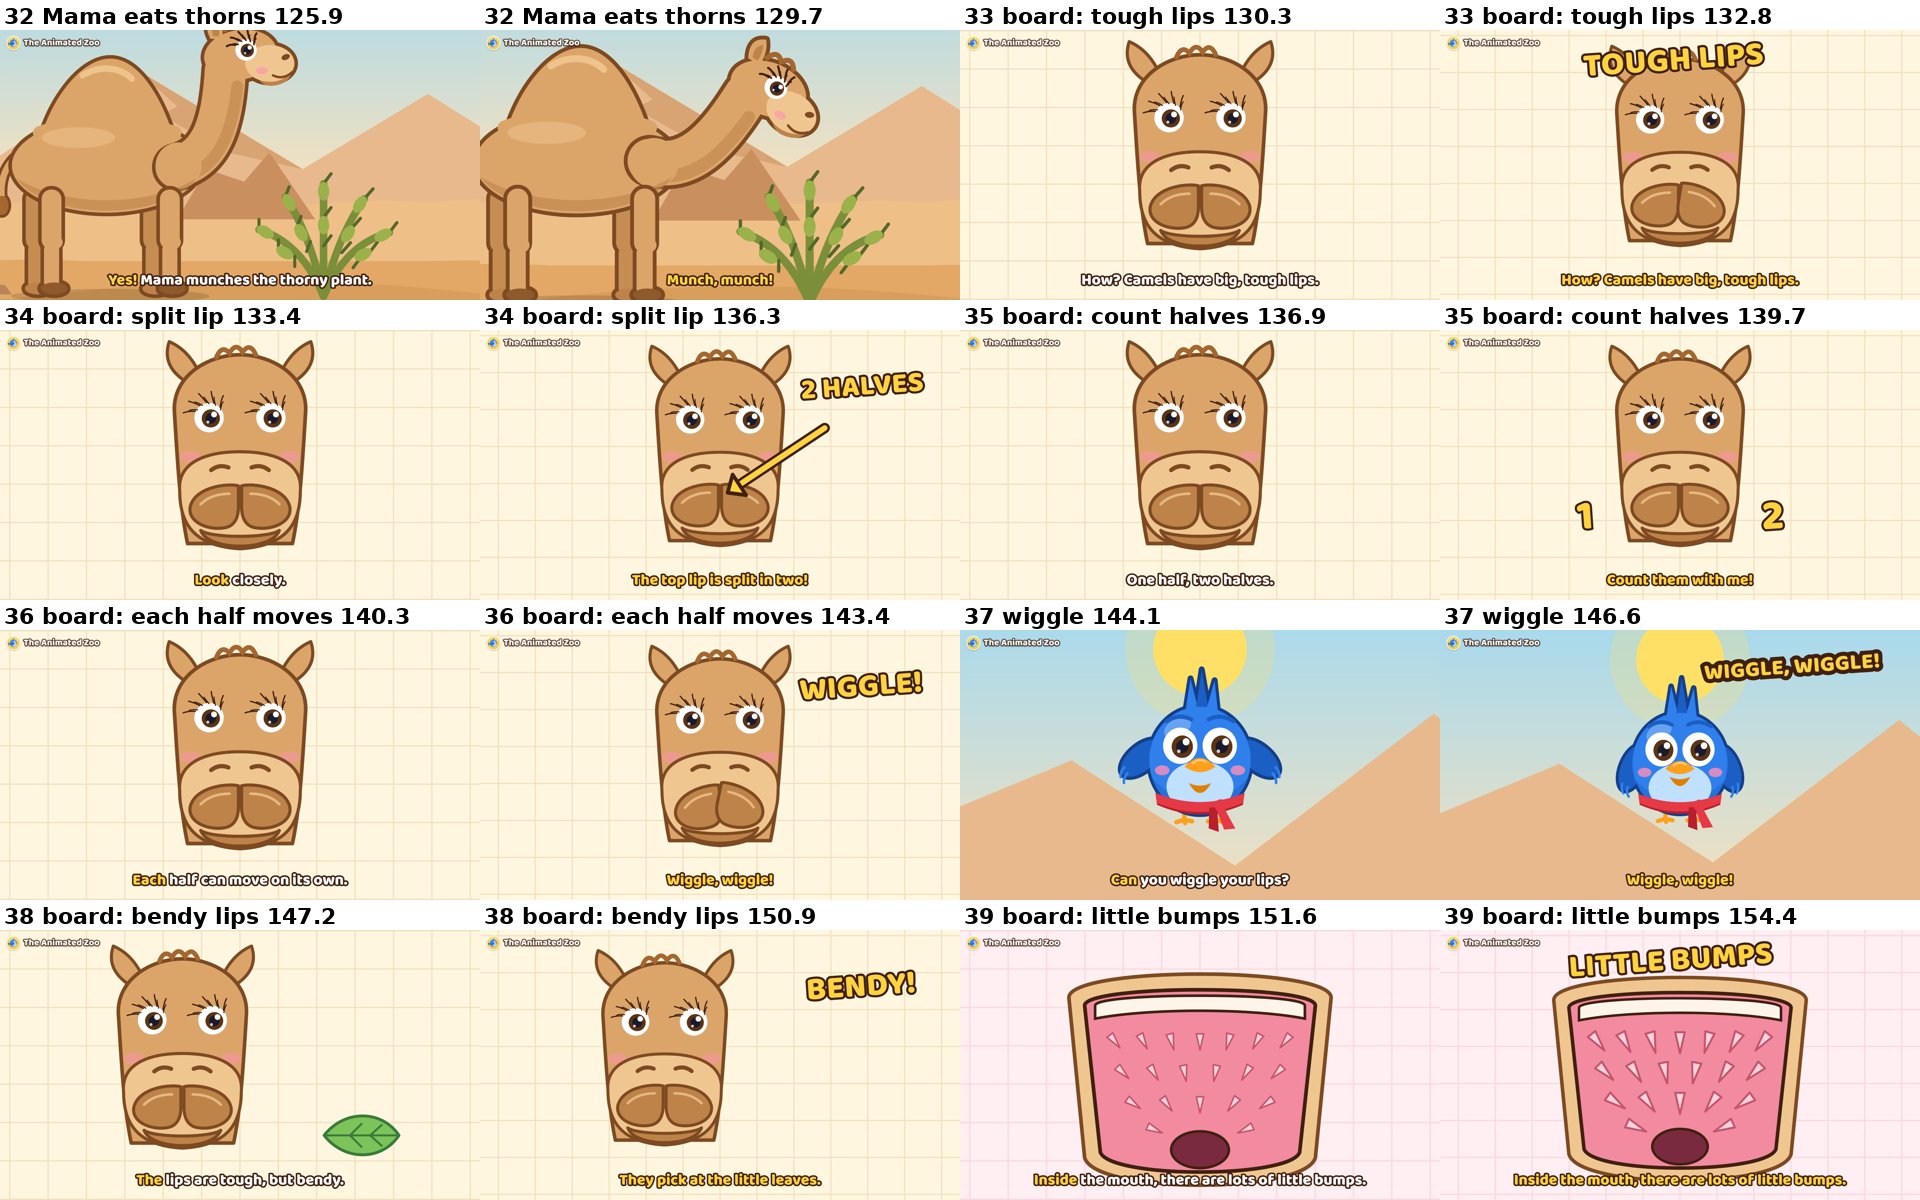 32 Mama eats thorns 125.9
The Animated Zoo
Yes! Mama munches the thorny plant.
32 Mama eats thorns 129.7
The Animated Zoo
Munch, munch!
33 board: tough lips 130.3
The Animated Zoo
How? Camels have big, tough lips.
33 board: tough lips 132.8
The Animated Zoo
TOUGH LIPS
How? Camels have big, tough lips.
34 board: split lip 133.4
The Animated Zoo
Look closely.
34 board: split lip 136.3
The Animated Zoo
2 HALVES
The top lip is split in two!
35 board: count halves 136.9
The Animated Zoo
One half, two halves.
35 board: count halves 139.7
The Animated Zoo
1
2
Count them with me!
36 board: each half moves 140.3
The Animated Zoo
Each half can move on its own.
36 board: each half moves 143.4
The Animated Zoo
WIGGLE!
Wiggle, wiggle!
37 wiggle 144.1
The Animated Zoo
Can you wiggle your lips?
37 wiggle 146.6
The Animated Zoo
WIGGLE, WIGGLE!
Wiggle, wiggle!
38 board: bendy lips 147.2
The Animated Zoo
The lips are tough, but bendy.
38 board: bendy lips 150.9
The Animated Zoo
BENDY!
They pick at the little leaves.
39 board: little bumps 151.6
The Animated Zoo
Inside the mouth, there are lots of little bumps.
39 board: little bumps 154.4
The Animated Zoo
LITTLE BUMPS
Inside the mouth, there are lots of little bumps.